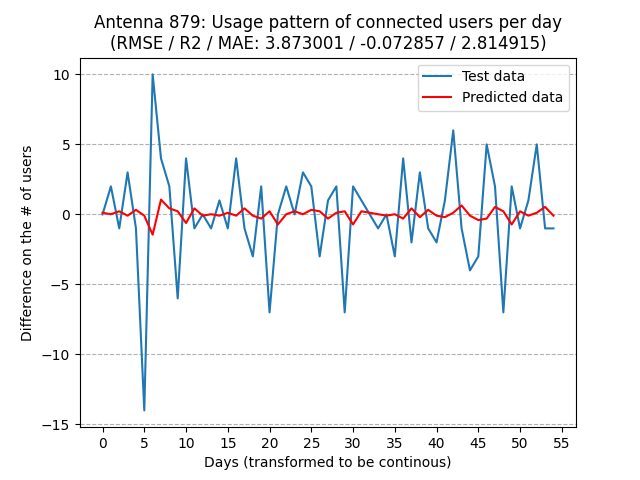 Antenna 879: Usage pattern of connected users per day
(RMSE / R2 / MAE: 3.873001 / -0.072857 / 2.814915)
Test data
Predicted data
Difference on the # of users
10
5
0
−5
−10
−15
0 5 10 15 20 25 30 35 40 45 50 55
Days (transformed to be continous)